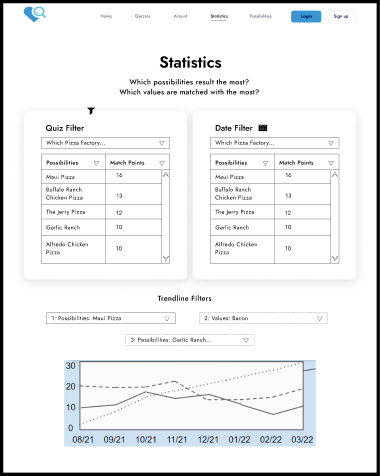 Home Quizzes Acount Statistics Possibilities Login Sign up
Statistics
Which possibilities result the most?
Which values are matched with the most?
Quiz Filter
Which Pizza Factory...
Possibilities Match Points
Maui Pizza 16
Buffalo Ranch
Chicken Pizza 13
The Jerry Pizza 12
Garlic Ranch 10
Alfredo Chicken
Pizza 10
Date Filter
Which Pizza Factory...
Possibilities Match Points
Maui Pizza 16
Buffalo Ranch
Chicken Pizza 13
The Jerry Pizza 12
Garlic Ranch 10
Alfredo Chicken
Pizza 10
Trendline Filters
1: Possibilities: Maui Pizza
2: Values: Bacon
3: Possibilities: Garlic Ranch...
30
20
10
0
08/21 09/21 10/21 11/21 12/21 01/22 02/22 03/22